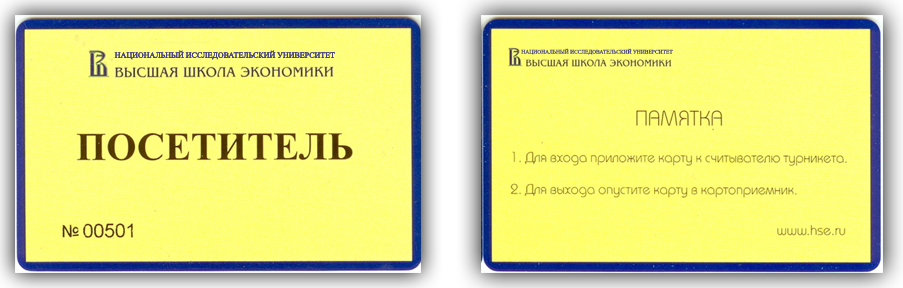 НАЦИОНАЛЬНЫЙ ИССЛЕДОВАТЕЛЬСКИЙ УНИВЕРСИТЕТ
ВЫСШАЯ ШКОЛА ЭКОНОМИКИ
ПОСЕТИТЕЛЬ
№ 00501
НАЦИОНАЛЬНЫЙ ИССЛЕДОВАТЕЛЬСКИЙ УНИВЕРСИТЕТ
ВЫСШАЯ ШКОЛА ЭКОНОМИКИ
ПАМЯТКА
1. Для входа приложите карту к считывателю турникета.
2. Для выхода опустите карту в картоприемник.
www.hse.ru